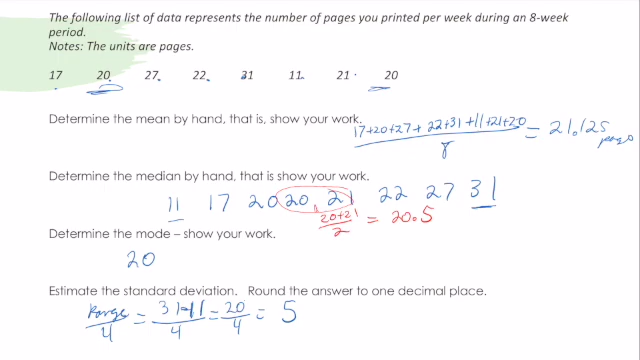 The following list of data represents the number of pages you printed per week during an 8-week
period.
Notes: The units are pages.
17 20 27 22 31 11 21 20
Determine the mean by hand, that is, show your work.
17+20+27+22+31+11+21+20 = 21.125
8 pages
Determine the median by hand, that is show your work.
11 17 20 20, 21 22 27 31
20+21 = 20.5
2
Determine the mode – show your work.
20
Estimate the standard deviation. Round the answer to one decimal place.
Range = 31-11 = 20 = 5
4 4 4